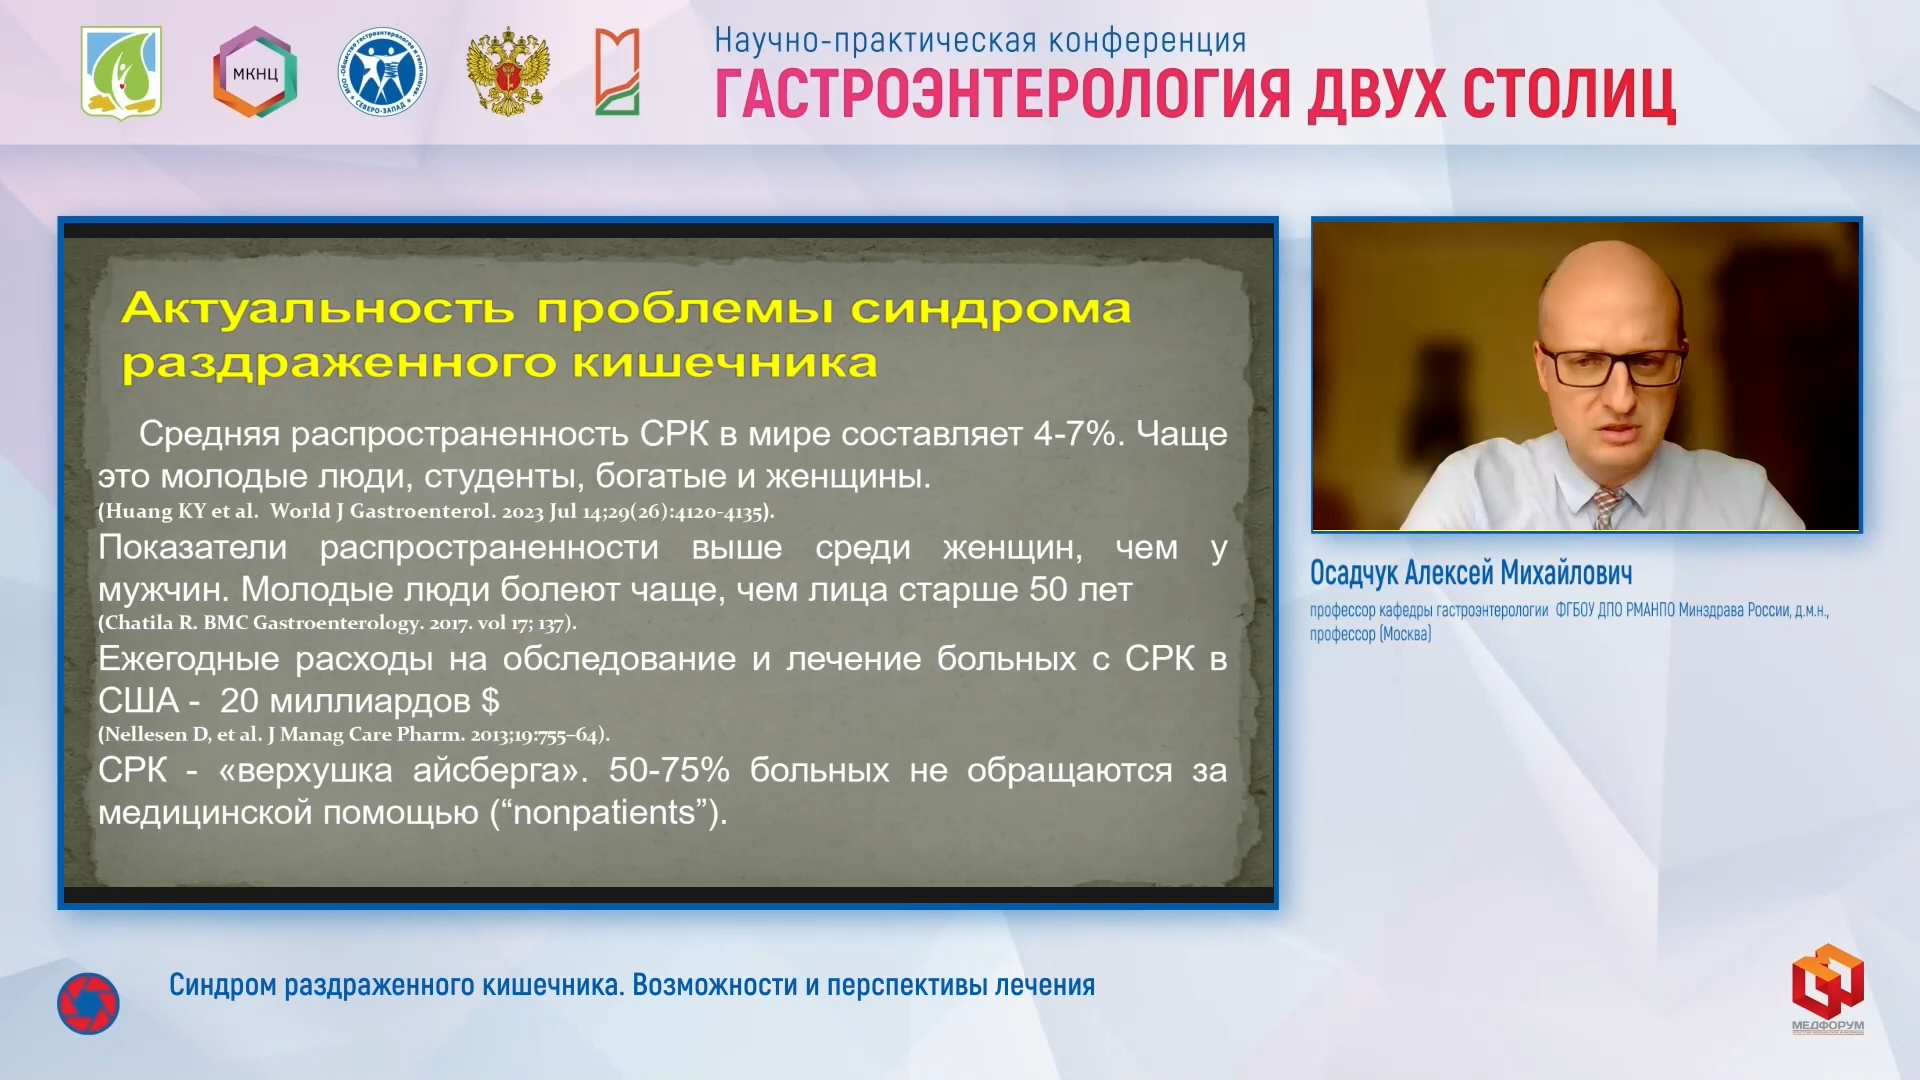 Научно-практическая конференция
ГАСТРОЭНТЕРОЛОГИЯ ДВУХ СТОЛИЦ
МКНЦ
СЕВЕРО-ЗАПАД
Актуальность проблемы синдрома
раздраженного кишечника
Средняя распространенность СРК в мире составляет 4-7%. Чаще
это молодые люди, студенты, богатые и женщины.
(Huang KY et al. World J Gastroenterol. 2023 Jul 14;29(26):4120-4135).
Показатели распространенности выше среди женщин, чем у
мужчин. Молодые люди болеют чаще, чем лица старше 50 лет
(Chatila R. BMC Gastroenterology. 2017. vol 17; 137).
Ежегодные расходы на обследование и лечение больных с СРК в
США - 20 миллиардов $
(Nellesen D, et al. J Manag Care Pharm. 2013;19:755–64).
СРК - «верхушка айсберга». 50-75% больных не обращаются за
медицинской помощью (“nonpatients”).
Осадчук Алексей Михайлович
профессор кафедры гастроэнтерологии ФГБОУ ДПО РМАНПО Минздрава России, д.м.н.,
профессор (Москва)
Синдром раздраженного кишечника. Возможности и перспективы лечения
МЕДФОРУМ